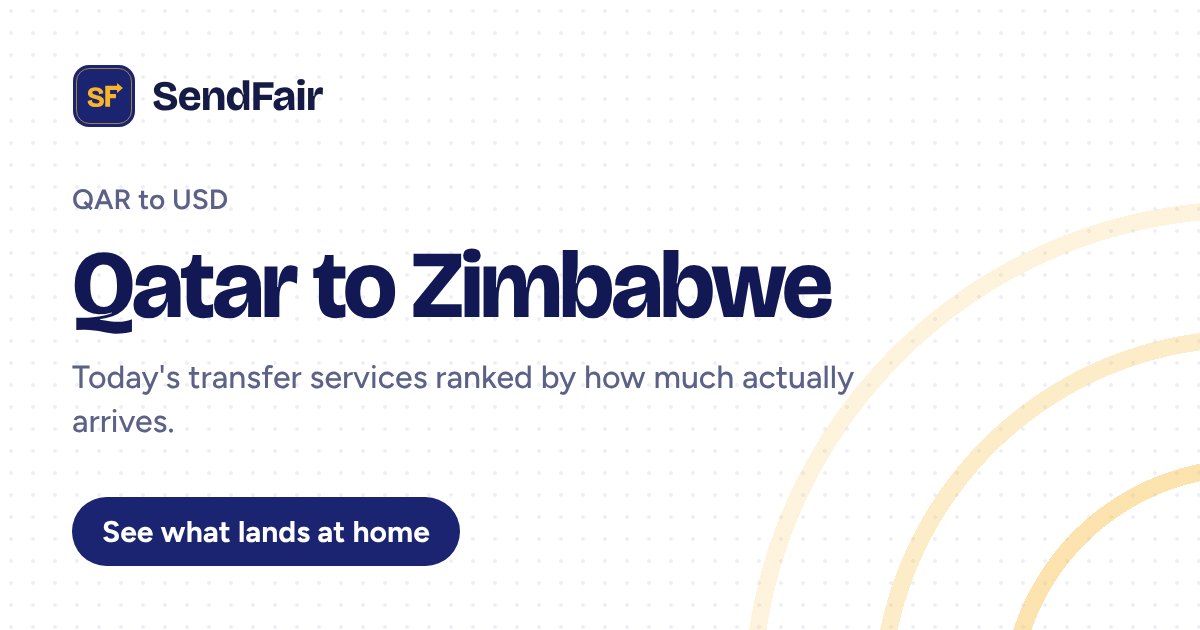 SF
SendFair
QAR to USD
Qatar to Zimbabwe
Today's transfer services ranked by how much actually
arrives.
See what lands at home